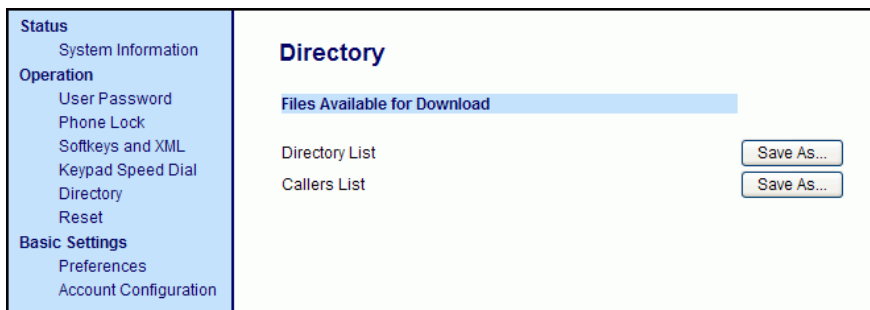 Status
System Information
Operation
User Password
Phone Lock
Softkeys and XML
Keypad Speed Dial
Directory
Reset
Basic Settings
Preferences
Account Configuration
Directory
Files Available for Download
Directory List
Save As...
Callers List
Save As...